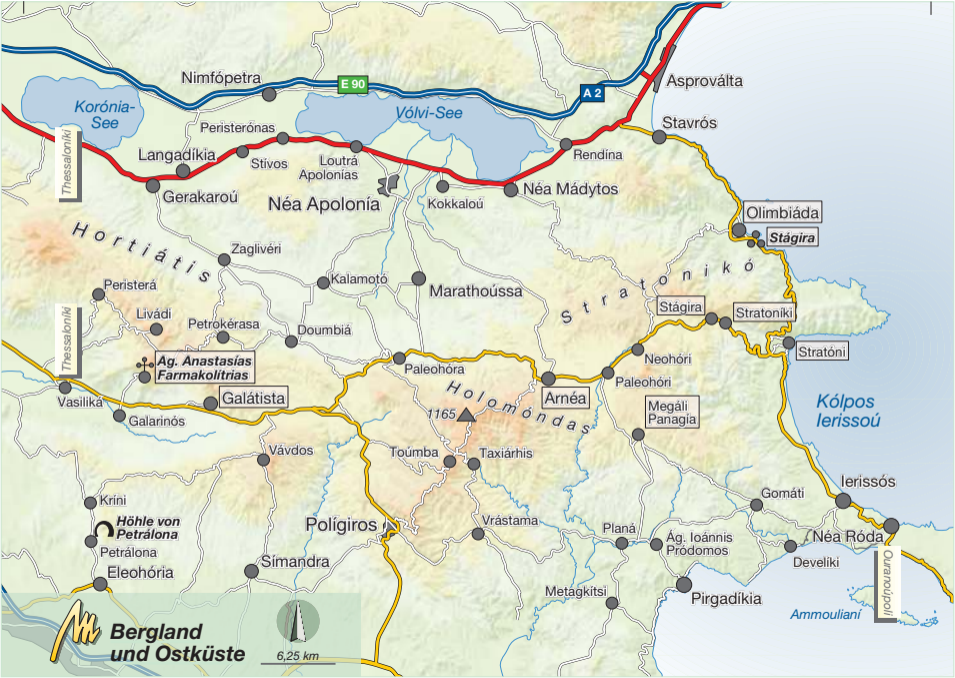 Nimfópetra
E 90
A 2
Asproválta
Korónia-
See
Vólvi-See
Peristerónas
Stavrós
Thessaloníki
Langadíkia
Stívos
Loutrá
Apolonías
Rendína
Gerakaroú
Néa Apolonía
Kokkaloú
Néa Mádytos
Olimbiáda
Stágira
Hortiátis
Zaglivéri
Stratonikó
Peristerá
Kalamotó
Marathoússa
Livádi
Petrokérasa
Doumbiá
Stágira
Stratoníki
Thessaloníki
Ag. Anastasías
Farmakolítrias
Paleohóra
Neohóri
Stratóni
Vasiliká
Galátista
Holomóndas
Arnéa
Paleohóri
Galarinós
1165
Megáli
Panagía
Kólpos
Ierissoú
Vávdos
Toúmba
Taxiárhis
Kríni
Gomáti
Ierissós
Höhle von
Petrálona
Polígiros
Vrástama
Planá
Ág. Ioánnis
Pródomos
Néa Róda
Petrálona
Develíki
Eleohória
Símandra
Metagkítsi
Pirgadíkia
Ouranoúpoli
Ammoulianí
Bergland
und Ostküste
6,25 km